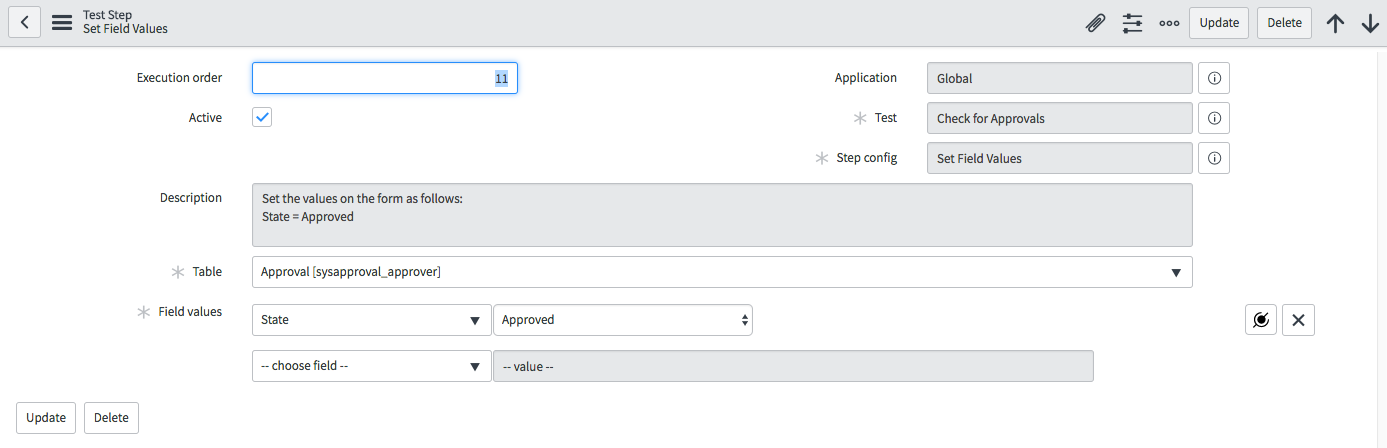 Test Step
Set Field Values
Update
Delete
Execution order
11
Application
Global
Active
Test
Check for Approvals
Step config
Set Field Values
Description
Set the values on the form as follows:
State = Approved
Table
Approval [sysapproval_approver]
Field values
State
Approved
-- choose field --
-- value --
Update
Delete